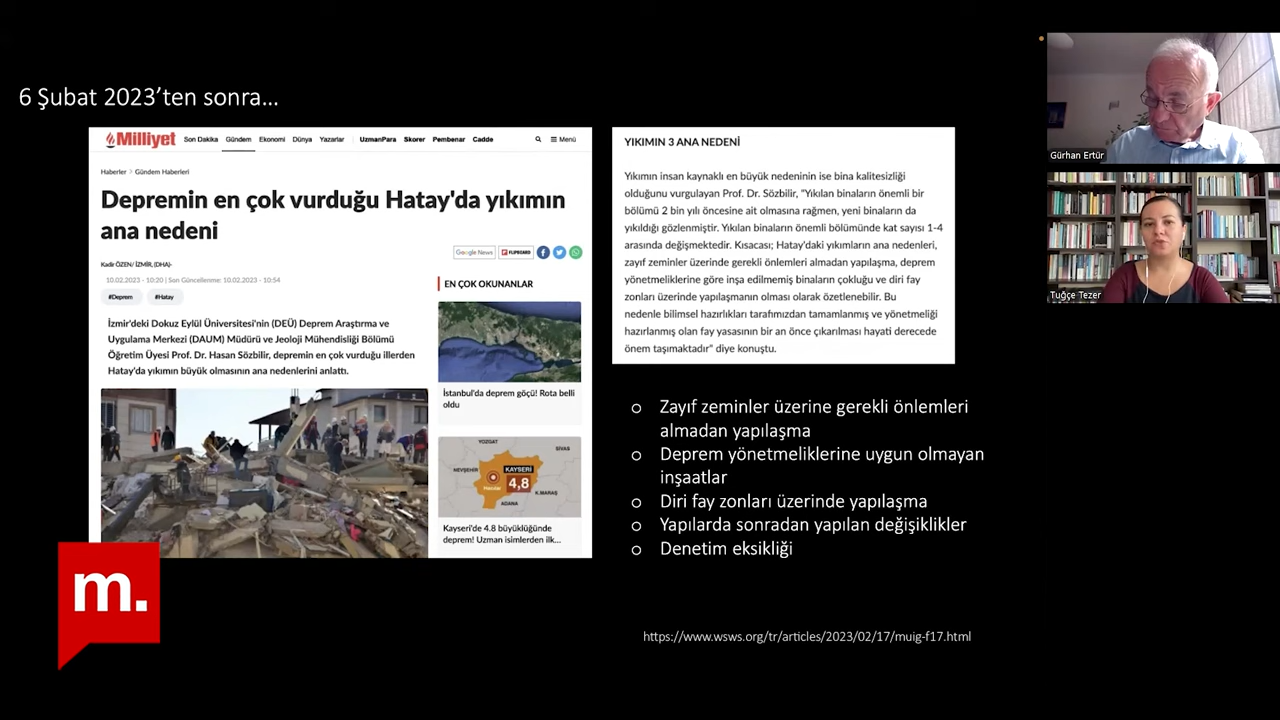 6 Şubat 2023'ten sonra...
Milliyet
Son Dakika Gündem Ekonomi Dünya Yazarlar UzmanPara Skorer Pembenar Cadde Menü
Haberler Gündem Haberleri
Depremin en çok vurduğu Hatay'da yıkımın
ana nedeni
Google News FLIPBOARD
Kadir ÖZEN/ İZMİR, (DHA)-
10.02.2023 - 10:20 | Son Güncellenme: 10.02.2023 - 10:54
#Deprem #Hatay
İzmir'deki Dokuz Eylül Üniversitesi'nin (DEÜ) Deprem Araştırma ve
Uygulama Merkezi (DAUM) Müdürü ve Jeoloji Mühendisliği Bölümü
Öğretim Üyesi Prof. Dr. Hasan Sözbilir, depremin en çok vurduğu illerden
Hatay'da yıkımın büyük olmasının ana nedenlerini anlattı.
EN ÇOK OKUNANLAR
İstanbul'da deprem göçü! Rota belli
oldu
YOZGAT
SIVAS
NEVŞEHİR
KAYSERİ
4,8
Hacılar
K.MARAŞ
ADANA
Kayseri'de 4.8 büyüklüğünde
deprem! Uzman isimlerden ilk...
YIKIMIN 3 ANA NEDENİ
Yıkımın insan kaynaklı en büyük nedeninin ise bina kalitesizliği
olduğunu vurgulayan Prof. Dr. Sözbilir, "Yıkılan binaların önemli bir
bölümü 2 bin yılı öncesine ait olmasına rağmen, yeni binaların da
yıkıldığı gözlenmiştir. Yıkılan binaların önemli bölümünde kat sayısı 1-4
arasında değişmektedir. Kısacası; Hatay'daki yıkımların ana nedenleri,
zayıf zeminler üzerinde gerekli önlemleri almadan yapılaşma, deprem
yönetmeliklerine göre inşa edilmemiş binaların çokluğu ve diri fay
zonları üzerinde yapılaşmanın olması olarak özetlenebilir. Bu
nedenle bilimsel hazırlıkları tarafımızdan tamamlanmış ve yönetmeliği
hazırlanmış olan fay yasasının bir an önce çıkarılması hayati derecede
önem taşımaktadır" diye konuştu.
o Zayıf zeminler üzerine gerekli önlemleri
almadan yapılaşma
o Deprem yönetmeliklerine uygun olmayan
inşaatlar
o Diri fay zonları üzerinde yapılaşma
o Yapılarda sonradan yapılan değişiklikler
o Denetim eksikliği
https://www.wsws.org/tr/articles/2023/02/17/muig-f17.html
m.
Gürhan Ertür
Tuğçe Tezer